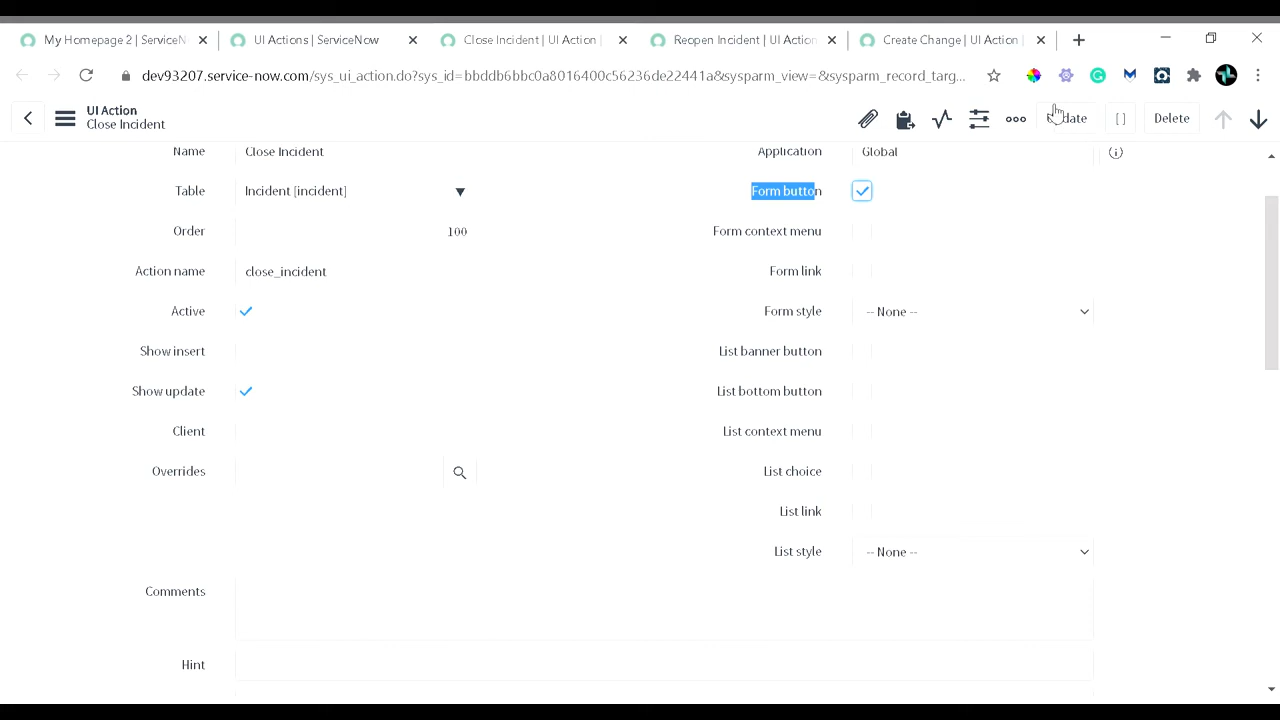 My Homepage 2 | ServiceN
UI Actions | ServiceNow
Close Incident | UI Action |
Reopen Incident | UI Action
Create Change | UI Action |
dev93207.service-now.com/sys_ui_action.do?sys_id=bbddb6bbc0a8016400c56236de22441a&sysparm_view=&sysparm_record_targ...
UI Action
Close Incident
Delete
Name Close Incident Application Global
Table Incident [incident] Form button
Order 100 Form context menu
Action name close_incident Form link
Active Form style -- None --
Show insert List banner button
Show update List bottom button
Client List context menu
Overrides List choice
List link
List style -- None --
Comments
Hint